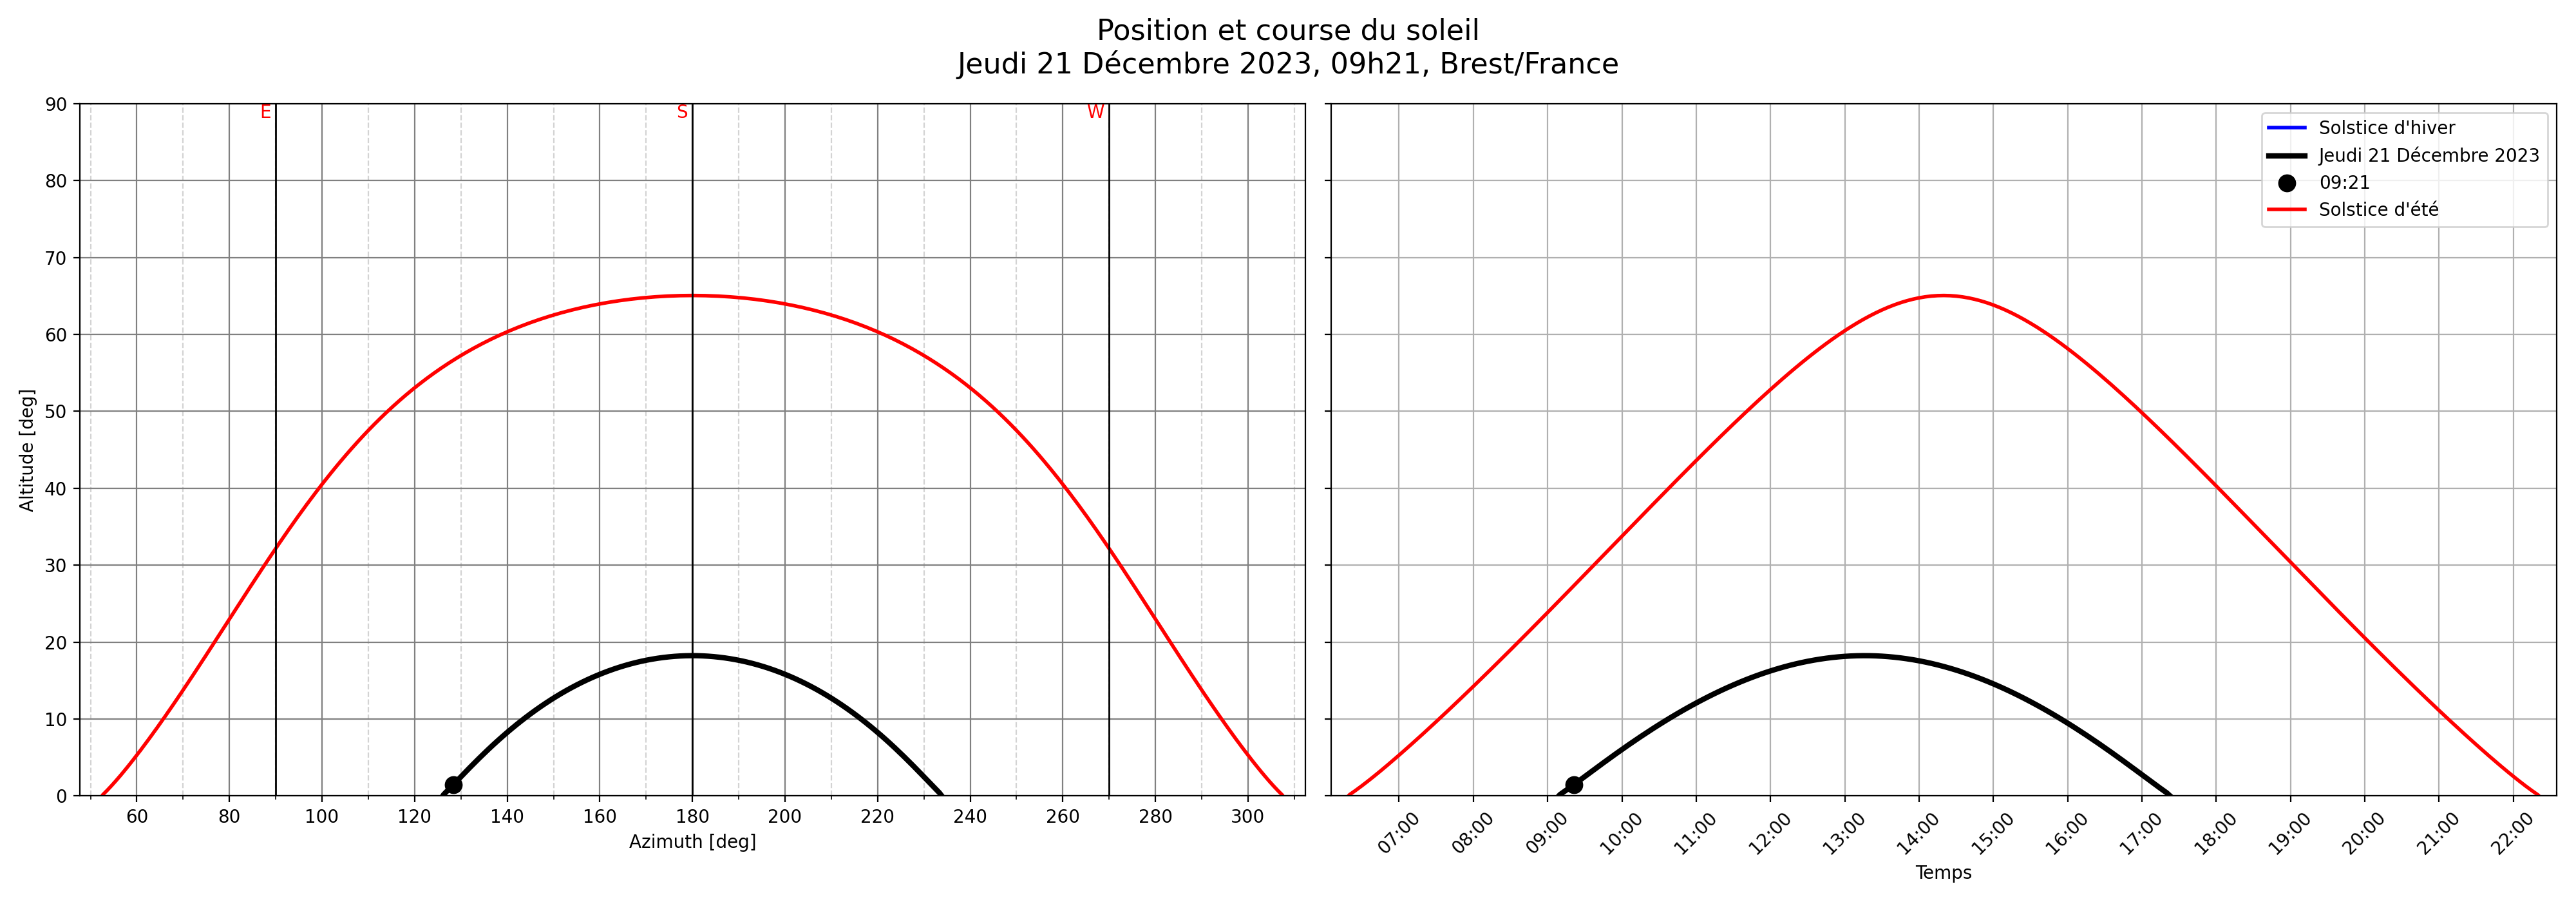 Position et course du soleil
Jeudi 21 Décembre 2023, 09h21, Brest/France
E
S
W
90
80
70
60
50
40
30
20
10
0
Altitude [deg]
60 80 100 120 140 160 180 200 220 240 260 280 300
Azimuth [deg]
Solstice d'hiver
Jeudi 21 Décembre 2023
09:21
Solstice d'été
07:00 08:00 09:00 10:00 11:00 12:00 13:00 14:00 15:00 16:00 17:00 18:00 19:00 20:00 21:00 22:00
Temps